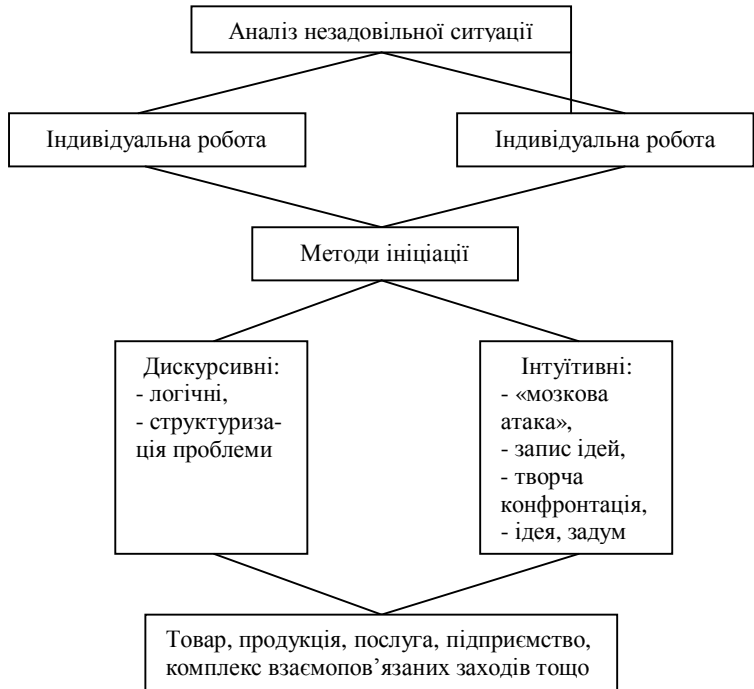 Аналіз незадовільної ситуації
Індивідуальна робота
Індивідуальна робота
Методи ініціації
Дискурсивні:
- логічні,
- структуриза-
ція проблеми
Інтуїтивні:
- «мозкова
атака»,
- запис ідей,
- творча
конфронтація,
- ідея, задум
Товар, продукція, послуга, підприємство,
комплекс взаємопов’язаних заходів тощо